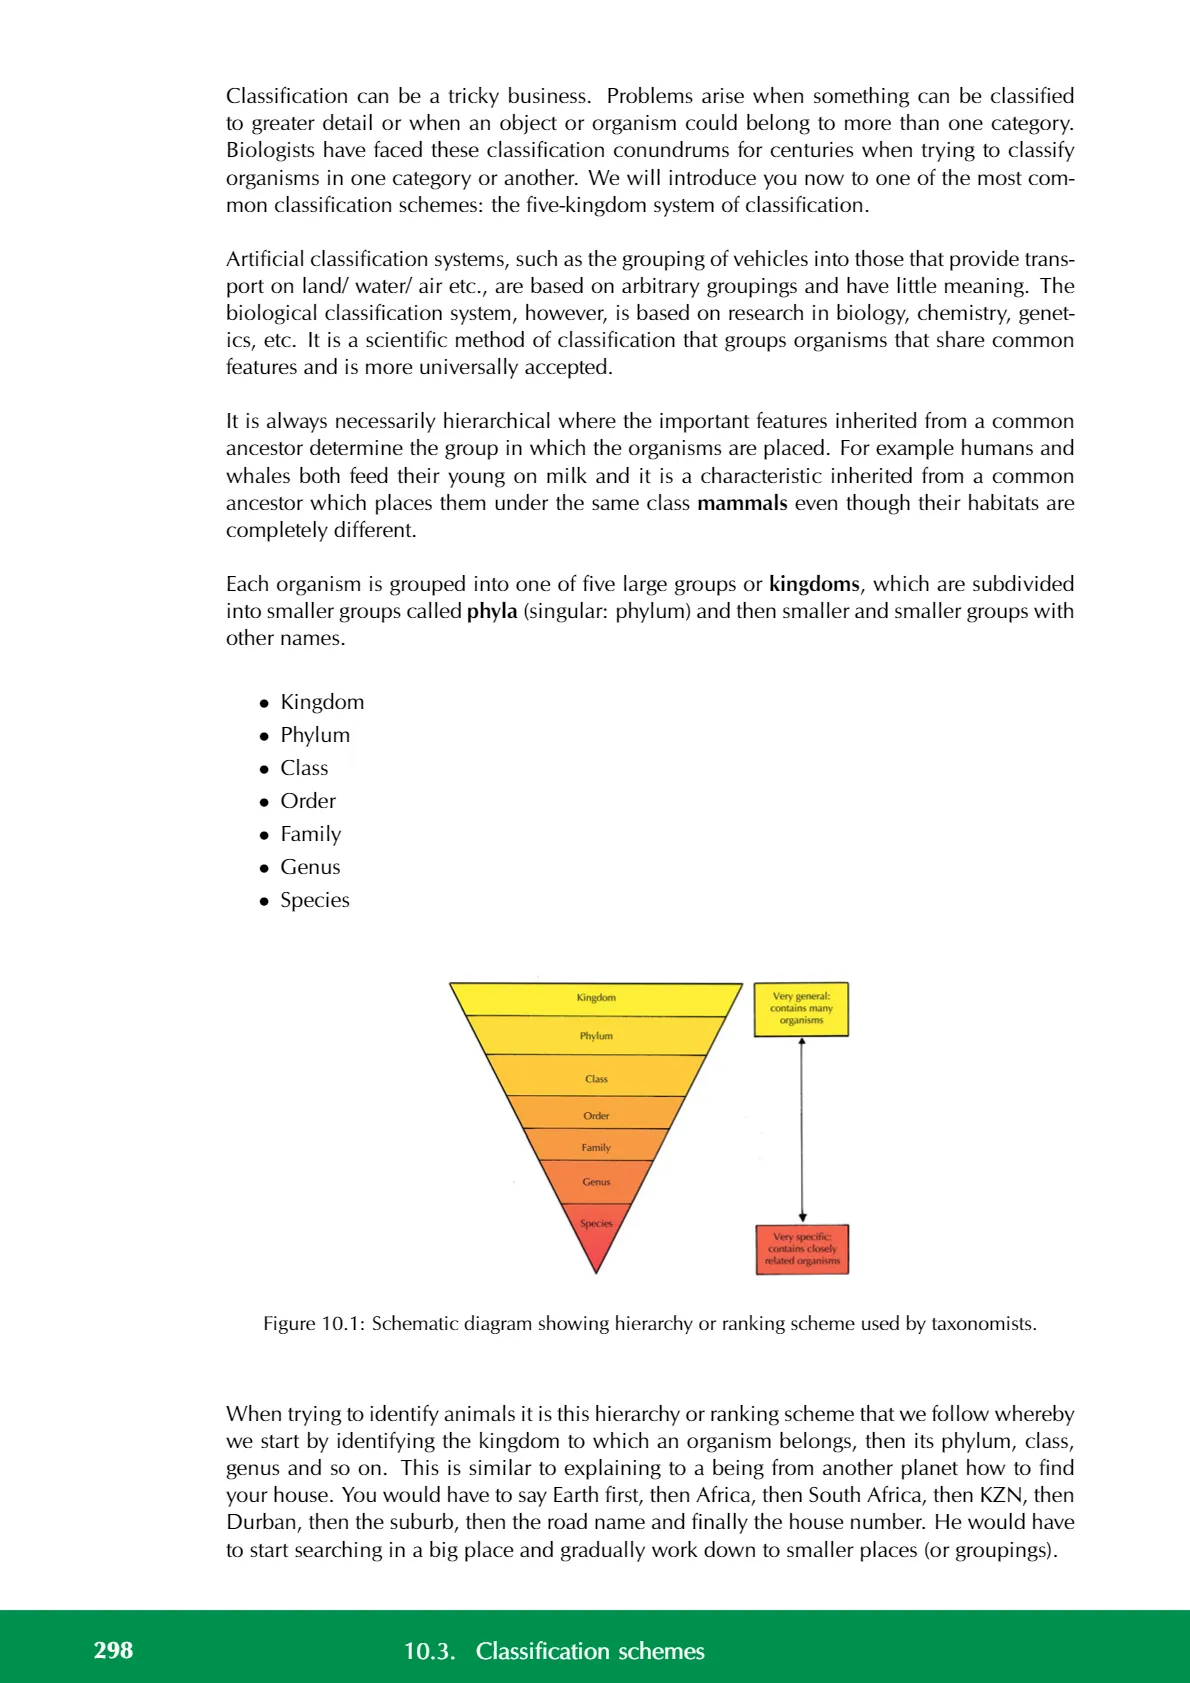 Classification can be a tricky business. Problems arise when something can be classified
to greater detail or when an object or organism could belong to more than one category.
Biologists have faced these classification conundrums for centuries when trying to classify
organisms in one category or another. We will introduce you now to one of the most com-
mon classification schemes: the five-kingdom system of classification.
Artificial classification systems, such as the grouping of vehicles into those that provide trans-
port on land/ water/ air etc., are based on arbitrary groupings and have little meaning. The
biological classification system, however, is based on research in biology, chemistry, genet-
ics, etc. It is a scientific method of classification that groups organisms that share common
features and is more universally accepted.
It is always necessarily hierarchical where the important features inherited from a common
ancestor determine the group in which the organisms are placed. For example humans and
whales both feed their young on milk and it is a characteristic inherited from a common
ancestor which places them under the same class mammals even though their habitats are
completely different.
Each organism is grouped into one of five large groups or kingdoms, which are subdivided
into smaller groups called phyla (singular: phylum) and then smaller and smaller groups with
other names.
• Kingdom
• Phylum
• Class
• Order
• Family
• Genus
• Species
Kingdom
Phylum
Class
Order
Family
Genus
Species
Very general:
contains many
organisms
Very specific:
contains closely
related organisms
Figure 10.1: Schematic diagram showing hierarchy or ranking scheme used by taxonomists.
When trying to identify animals it is this hierarchy or ranking scheme that we follow whereby
we start by identifying the kingdom to which an organism belongs, then its phylum, class,
genus and so on. This is similar to explaining to a being from another planet how to find
your house. You would have to say Earth first, then Africa, then South Africa, then KZN, then
Durban, then the suburb, then the road name and finally the house number. He would have
to start searching in a big place and gradually work down to smaller places (or groupings).
298 10.3. Classification schemes